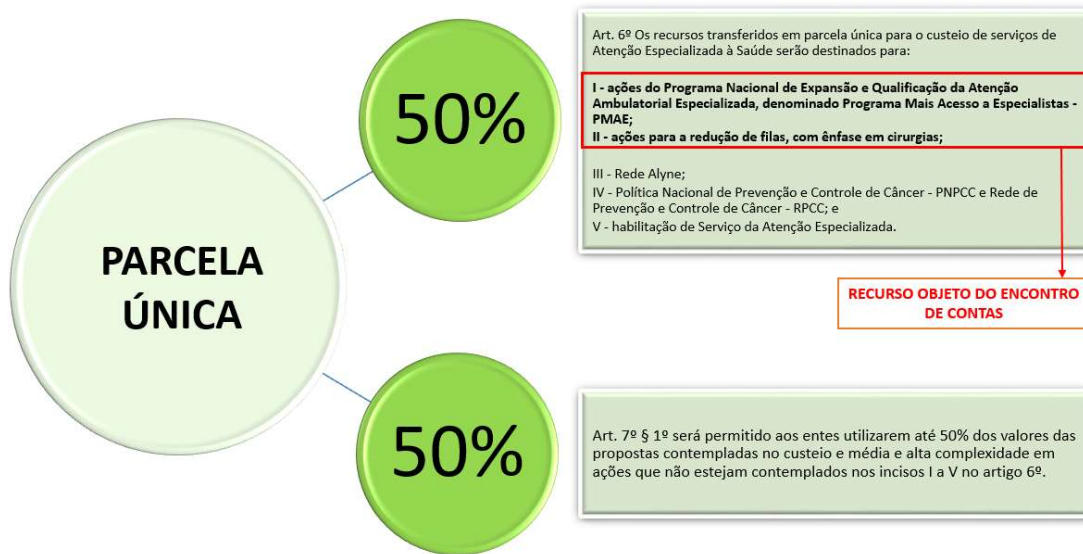 PARCELA
ÚNICA
50%
Art. 6º Os recursos transferidos em parcela única para o custeio de serviços de
Atenção Especializada à Saúde serão destinados para:
I - ações do Programa Nacional de Expansão e Qualificação da Atenção
Ambulatorial Especializada, denominado Programa Mais Acesso a Especialistas -
PMAE;
II - ações para a redução de filas, com ênfase em cirurgias;
III - Rede Alyne;
IV - Política Nacional de Prevenção e Controle de Câncer - PNPCC e Rede de
Prevenção e Controle de Câncer - RPCC; e
V - habilitação de Serviço da Atenção Especializada.
RECURSO OBJETO DO ENCONTRO
DE CONTAS
50%
Art. 7º § 1º será permitido aos entes utilizarem até 50% dos valores das
propostas contempladas no custeio e média e alta complexidade em
ações que não estejam contemplados nos incisos I a V no artigo 6º.